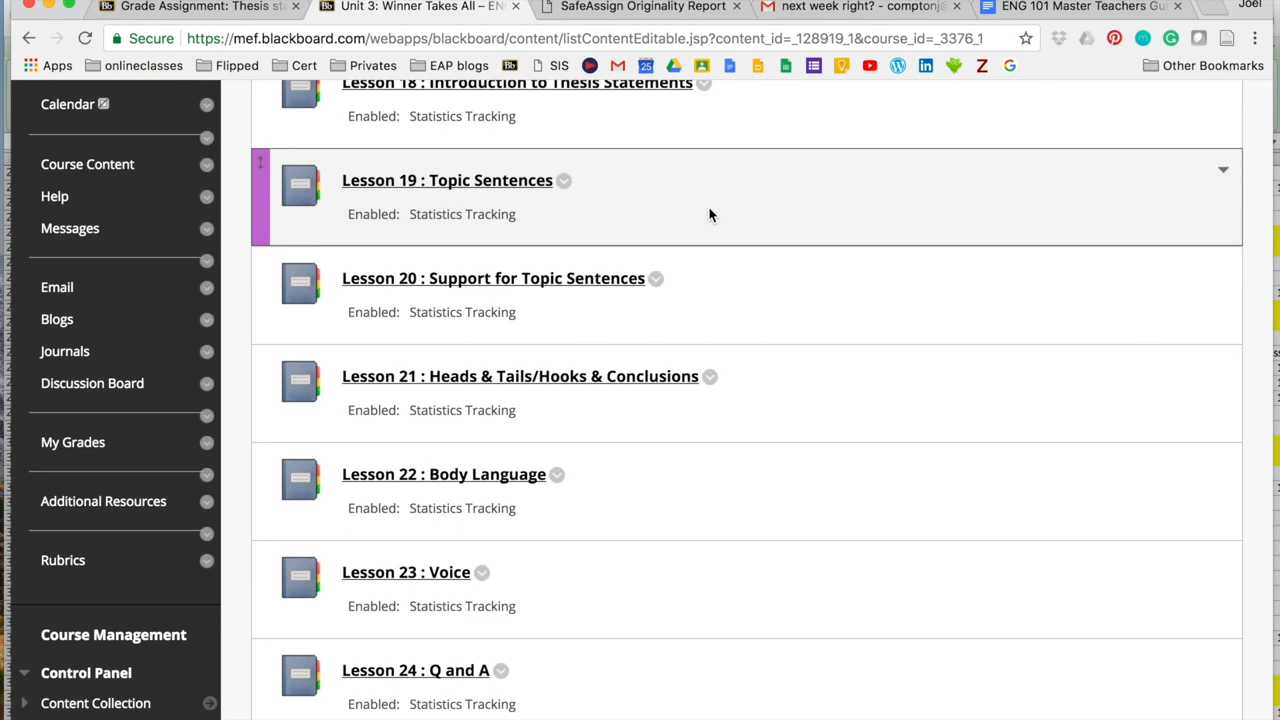 Grade Assignment: Thesis st
Unit 3: Winner Takes All – EN
SafeAssign Originality Report
next week right? - comptonj@
ENG 101 Master Teachers Gu
Joel
Secure
https://mef.blackboard.com/webapps/blackboard/content/listContentEditable.jsp?content_id=_128919_1&course_id=_3376_1
Apps
onlineclasses
Flipped
Cert
Privates
EAP blogs
Bb
SIS
Other Bookmarks
Calendar
Course Content
Help
Messages
Email
Blogs
Journals
Discussion Board
My Grades
Additional Resources
Rubrics
Course Management
Control Panel
Content Collection
Lesson 18 : Introduction to Thesis Statements
Enabled: Statistics Tracking
Lesson 19 : Topic Sentences
Enabled: Statistics Tracking
Lesson 20 : Support for Topic Sentences
Enabled: Statistics Tracking
Lesson 21 : Heads & Tails/Hooks & Conclusions
Enabled: Statistics Tracking
Lesson 22 : Body Language
Enabled: Statistics Tracking
Lesson 23 : Voice
Enabled: Statistics Tracking
Lesson 24 : Q and A
Enabled: Statistics Tracking